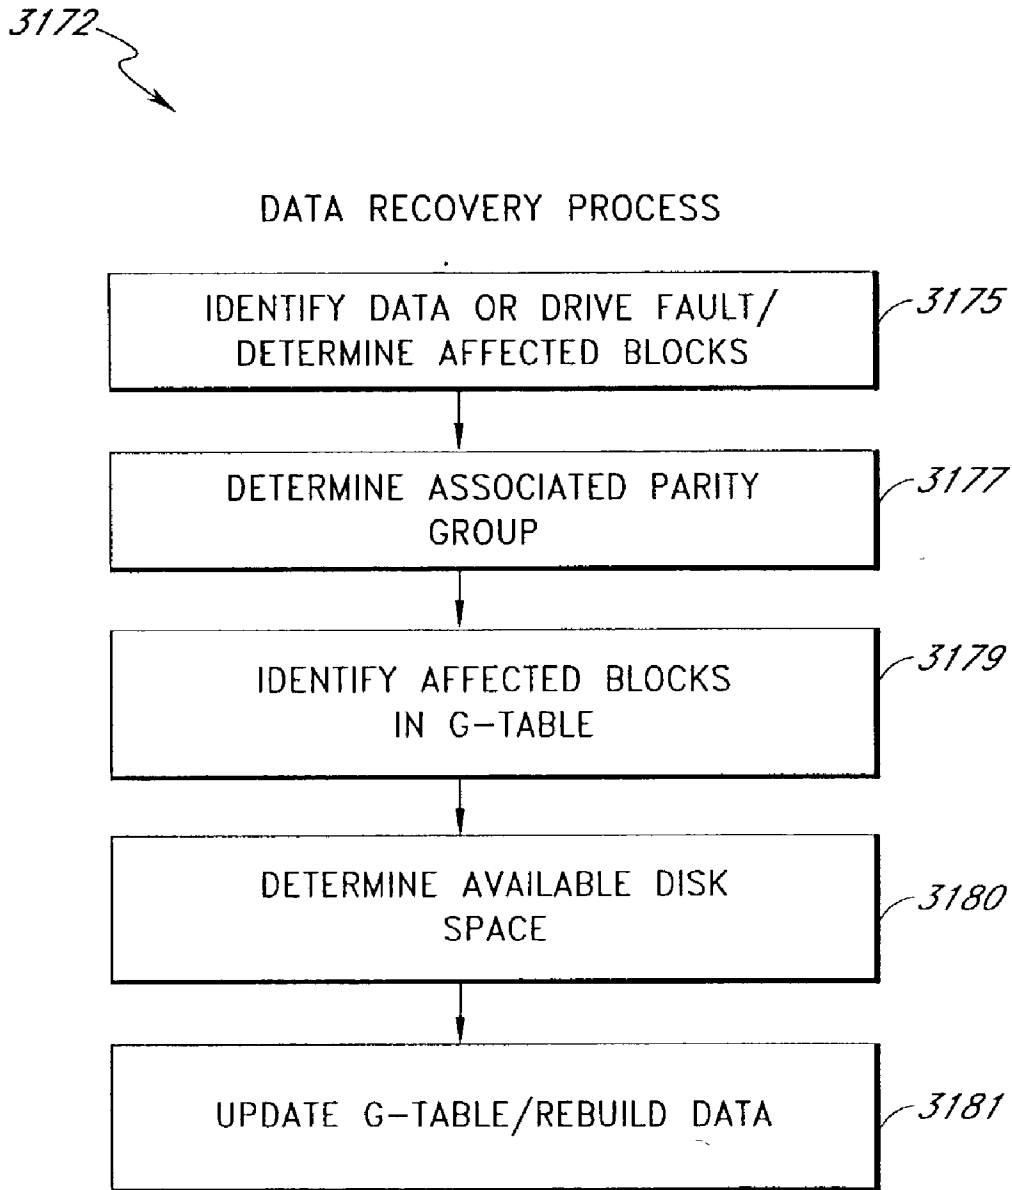 3172
DATA RECOVERY PROCESS
IDENTIFY DATA OR DRIVE FAULT/
DETERMINE AFFECTED BLOCKS
3175
DETERMINE ASSOCIATED PARITY
GROUP
3177
IDENTIFY AFFECTED BLOCKS
IN G-TABLE
3179
DETERMINE AVAILABLE DISK
SPACE
3180
UPDATE G-TABLE/REBUILD DATA
3181